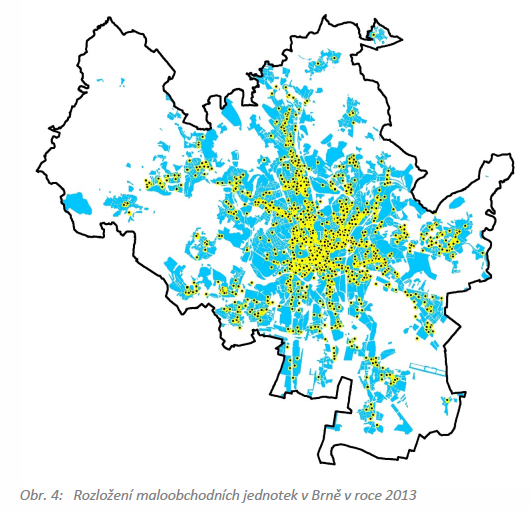 Obr. 4: Rozložení maloobchodních jednotek v Brně v roce 2013